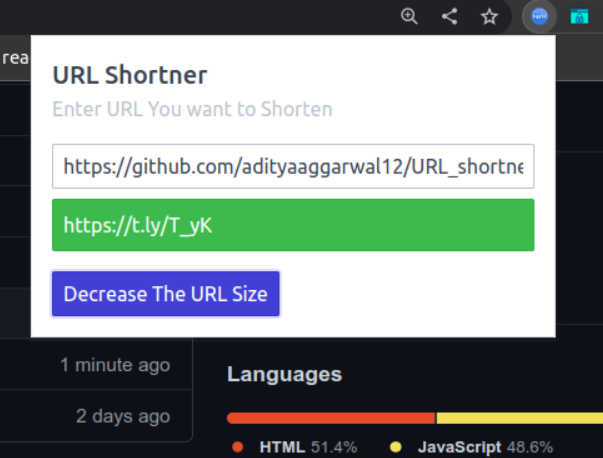 rea
URL Shortner
Enter URL You want to Shorten
https://github.com/adityaaggarwal12/URL_shortne
https://t.ly/T_yK
Decrease The URL Size
1 minute ago
2 days ago
Languages
HTML 51.4% JavaScript 48.6%